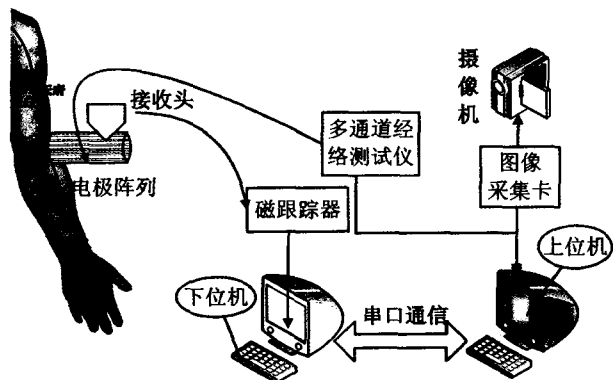 摄
像
机
接收头
多通道经
络测试仪
图像
采集卡
电极阵列
磁跟踪器
上位机
下位机
串口通信